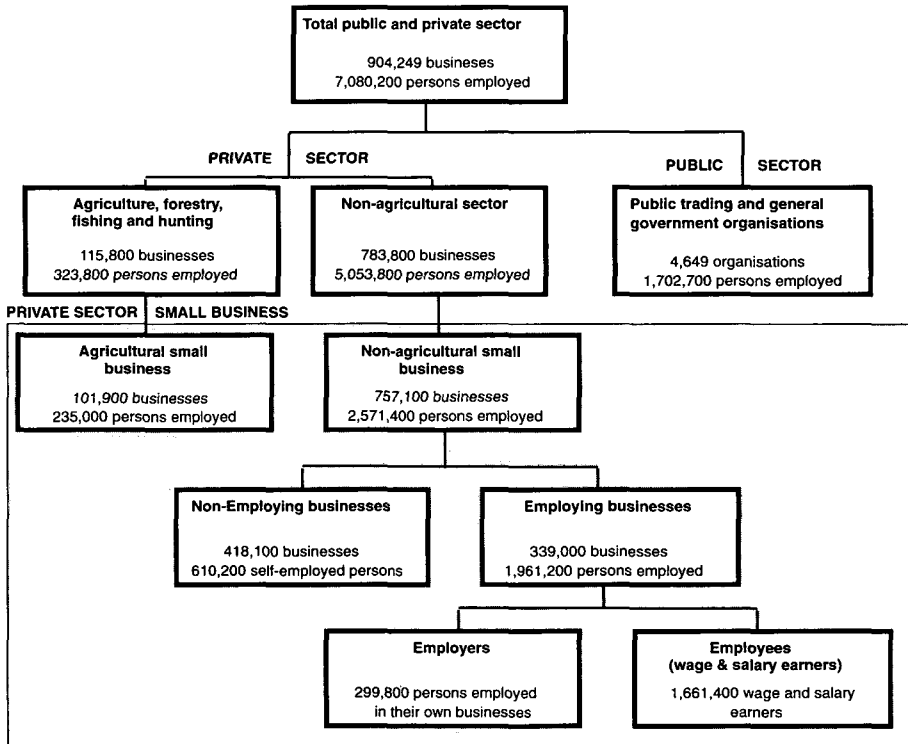 Total public and private sector
904,249 busineses
7,080,200 persons employed
PRIVATE SECTOR
PUBLIC SECTOR
Agriculture, forestry,
fishing and hunting
115,800 businesses
323,800 persons employed
Non-agricultural sector
783,800 businesses
5,053,800 persons employed
Public trading and general
government organisations
4,649 organisations
1,702,700 persons employed
PRIVATE SECTOR SMALL BUSINESS
Agricultural small
business
101,900 businesses
235,000 persons employed
Non-agricultural small
business
757,100 businesses
2,571,400 persons employed
Non-Employing businesses
418,100 businesses
610,200 self-employed persons
Employing businesses
339,000 businesses
1,961,200 persons employed
Employers
299,800 persons employed
in their own businesses
Employees
(wage & salary earners)
1,661,400 wage and salary
earners